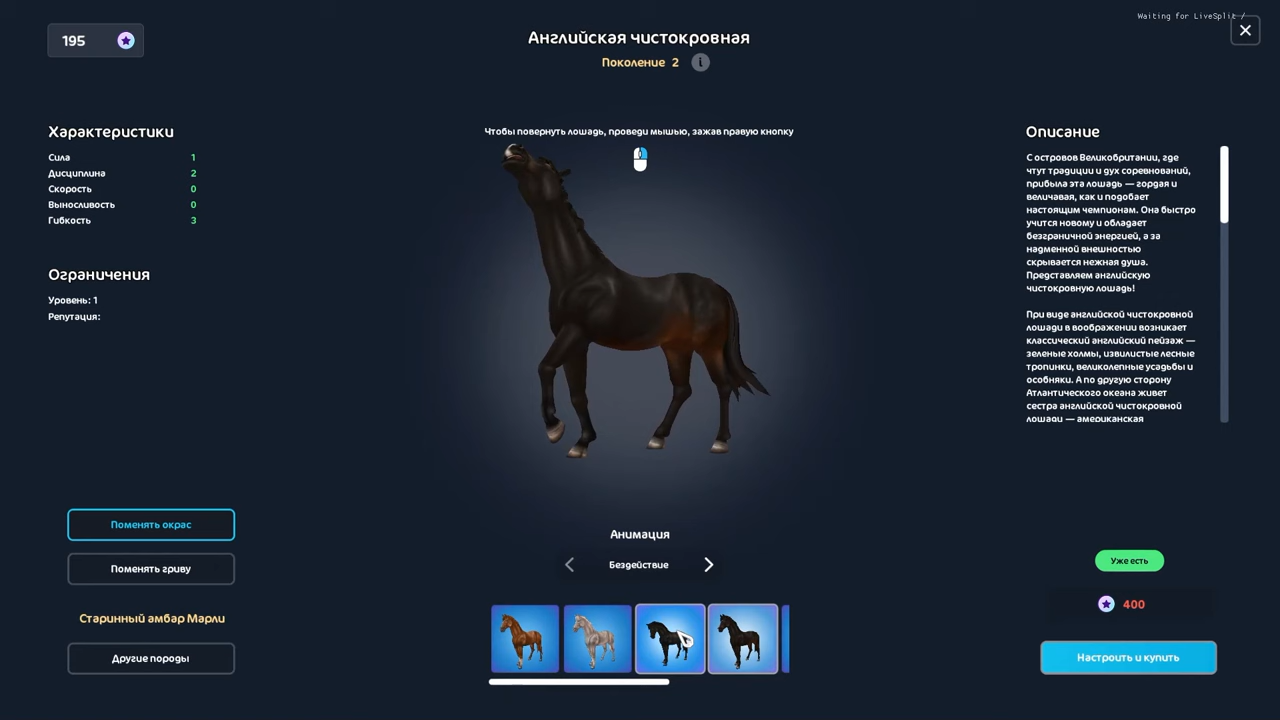 Waiting for LiveSplit /
195
Английская чистокровная
Поколение 2
i
Характеристики
Сила 1
Дисциплина 2
Скорость 0
Выносливость 0
Гибкость 3
Ограничения
Уровень: 1
Репутация:
Чтобы повернуть лошадь, проведи мышью, зажав правую кнопку
Описание
С островов Великобритании, где
чтут традиции и дух соревнований,
прибыла эта лошадь — гордая и
величавая, как и подобает
настоящим чемпионам. Она быстро
учится новому и обладает
безграничной энергией, а за
надменной внешностью
скрывается нежная душа.
Представляем английскую
чистокровную лошадь!
При виде английской чистокровной
лошади в воображении возникает
классический английский пейзаж —
зеленые холмы, извилистые лесные
тропинки, великолепные усадьбы и
особняки. А по другую сторону
Атлантического океана живет
сестра английской чистокровной
лошади — американская
Поменять окрас
Поменять гриву
Старинный амбар Марли
Другие породы
Анимация
Бездействие
Уже есть
400
Настроить и купить